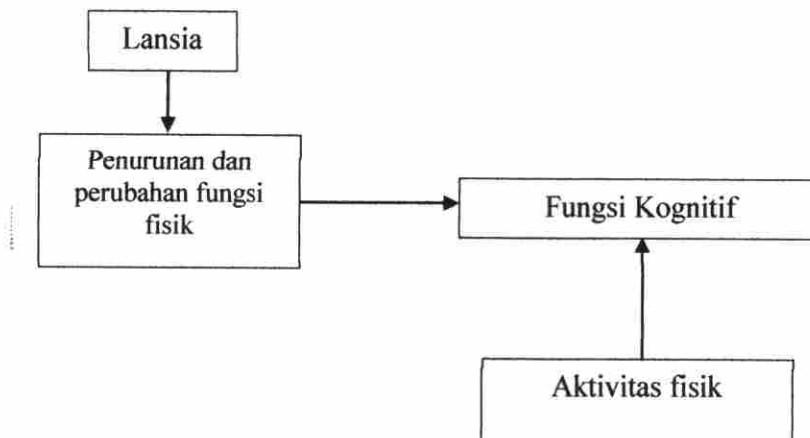 Lansia
Penurunan dan
perubahan fungsi
fisik
Fungsi Kognitif
Aktivitas fisik